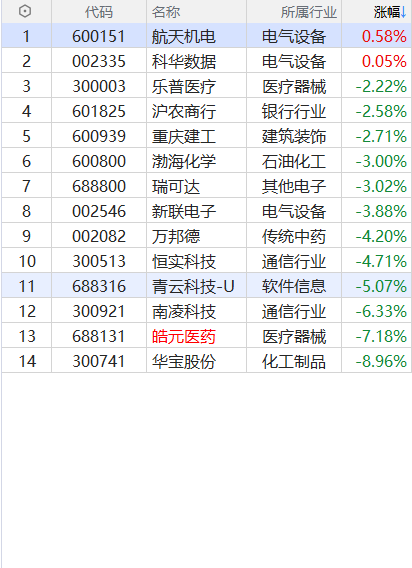 代码 名称 所属行业 涨幅↓
1 600151 航天机电 电气设备 0.58%
2 002335 科华数据 电气设备 0.05%
3 300003 乐普医疗 医疗器械 -2.22%
4 601825 沪农商行 银行行业 -2.58%
5 600939 重庆建工 建筑装饰 -2.71%
6 600800 渤海化学 石油化工 -3.00%
7 688800 瑞可达 其他电子 -3.02%
8 002546 新联电子 电气设备 -3.88%
9 002082 万邦德 传统中药 -4.20%
10 300513 恒实科技 通信行业 -4.71%
11 688316 青云科技-U 软件信息 -5.07%
12 300921 南凌科技 通信行业 -6.33%
13 688131 皓元医药 医疗器械 -7.18%
14 300741 华宝股份 化工制品 -8.96%